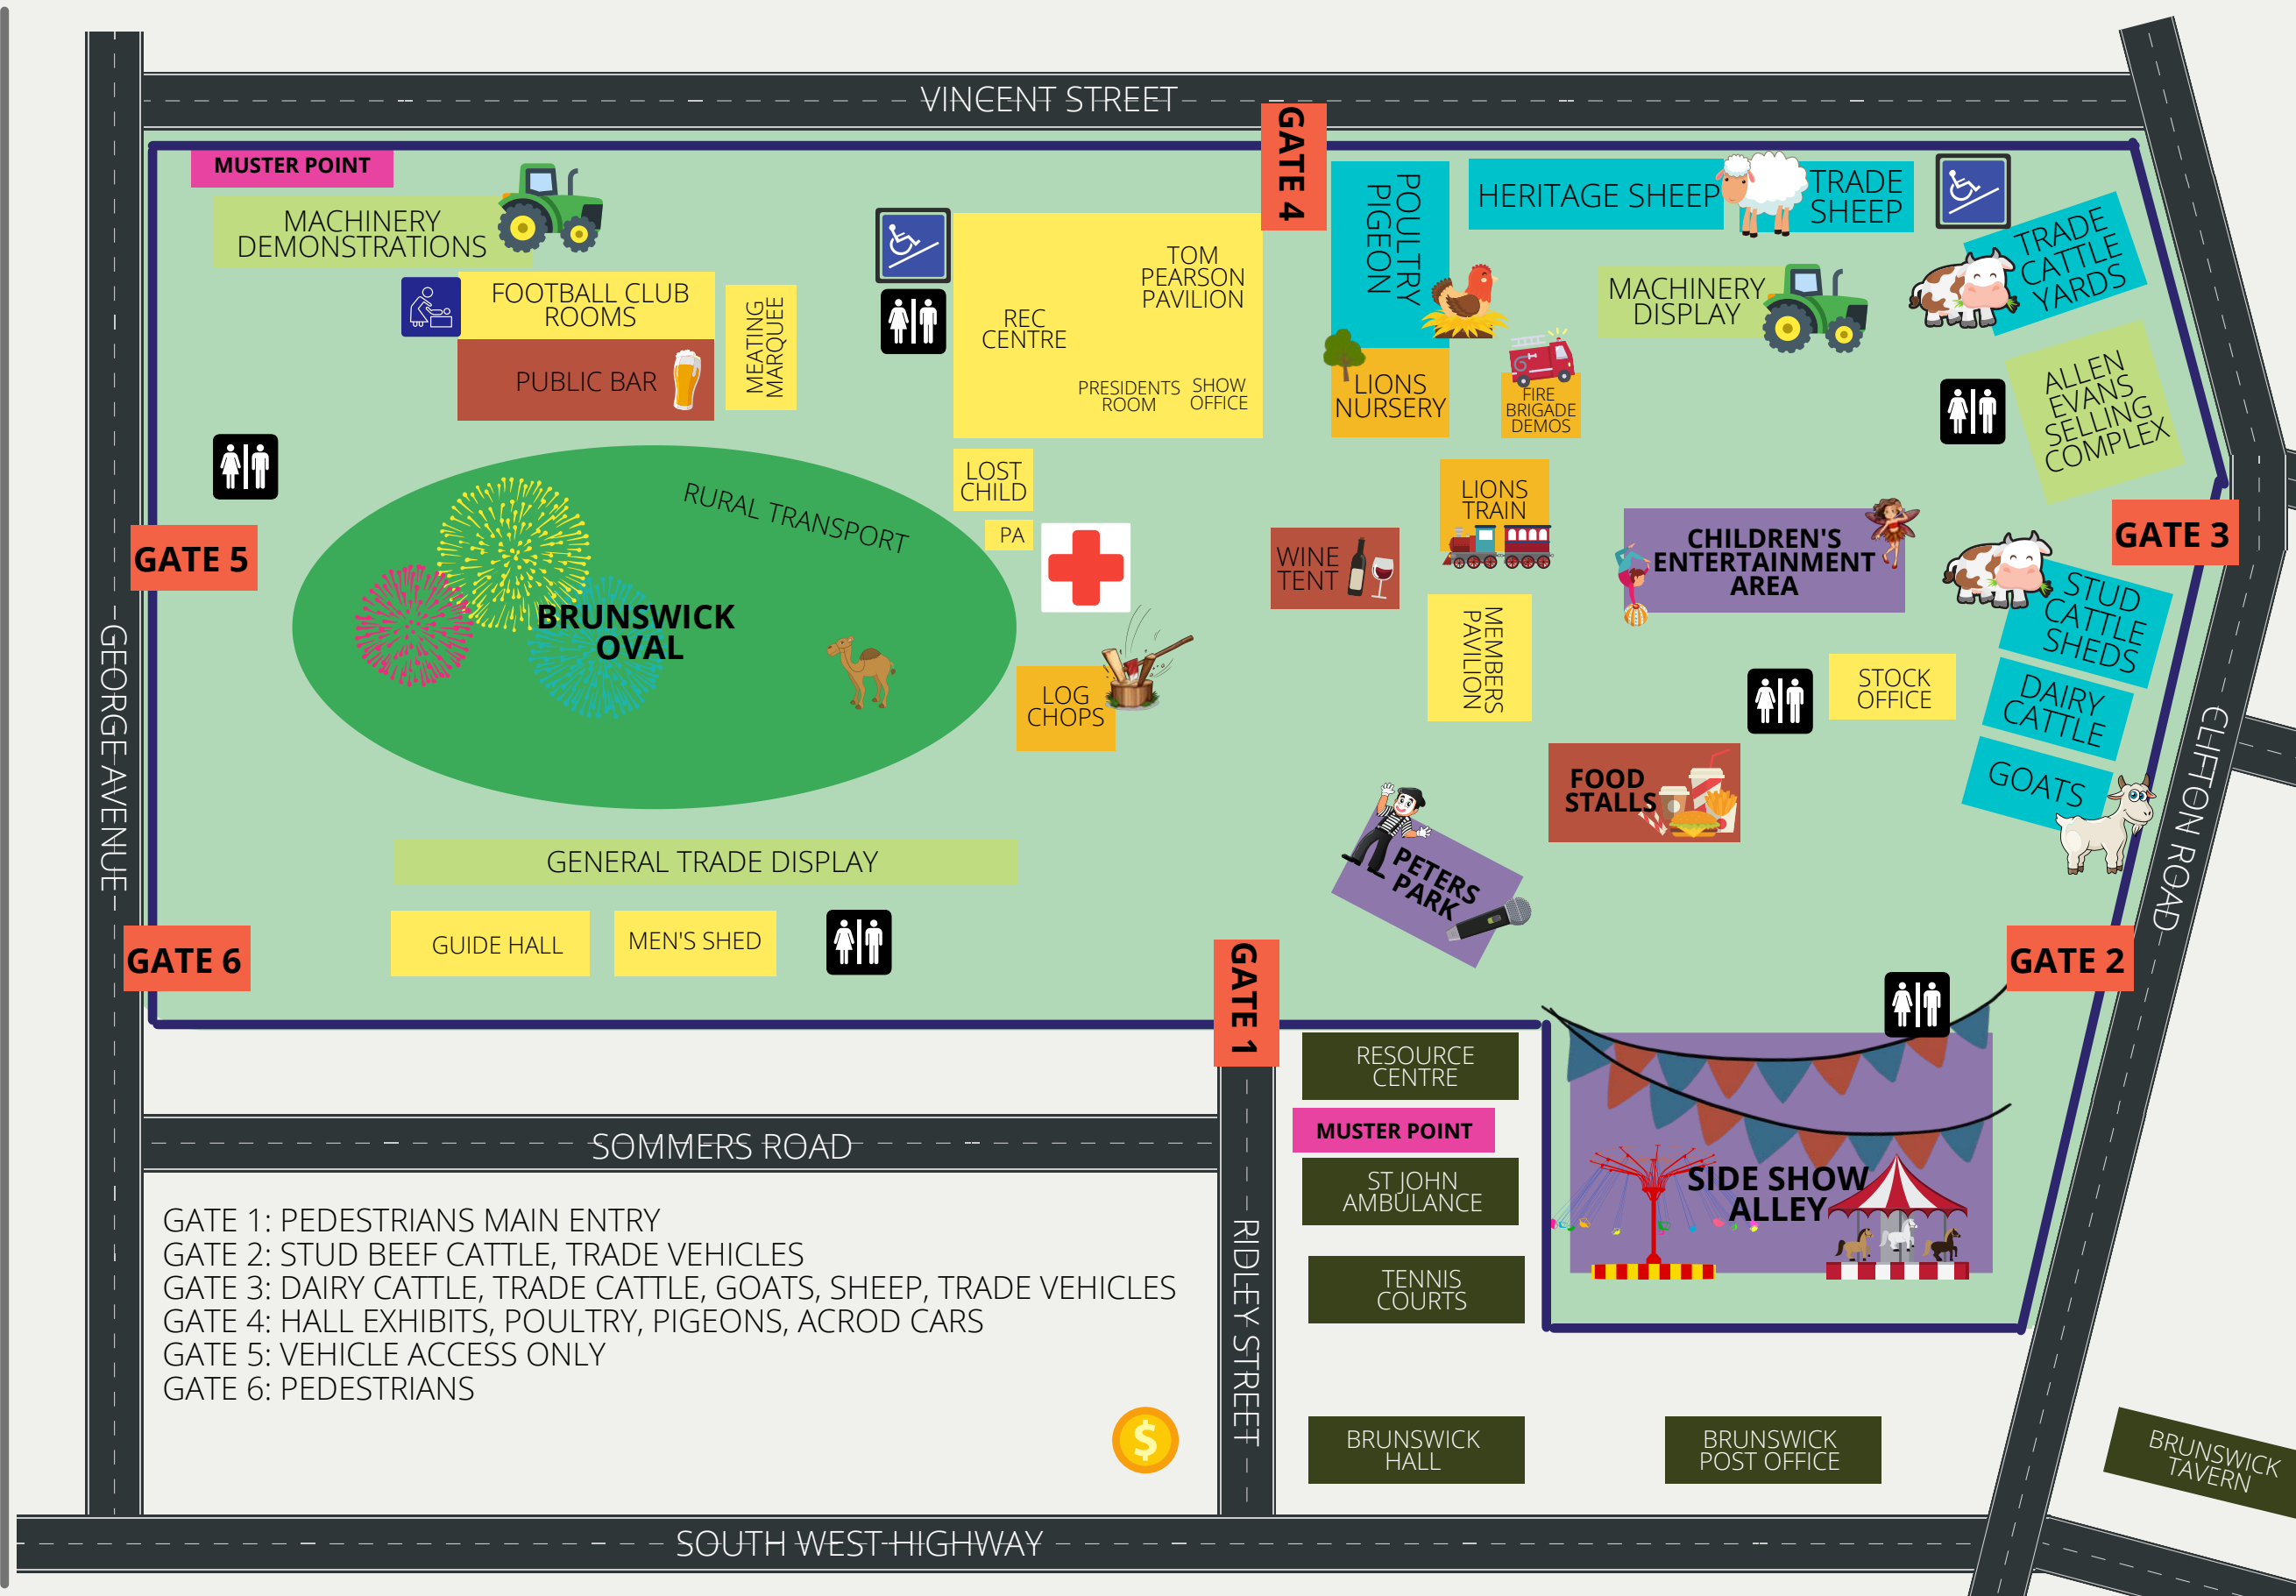 VINCENT STREET
GATE 4
MUSTER POINT
MACHINERY
DEMONSTRATIONS
FOOTBALL CLUB
ROOMS
PUBLIC BAR
MEATING
MARQUEE
TOM
PEARSON
PAVILION
REC
CENTRE
PRESIDENTS
ROOM
SHOW
OFFICE
POULTRY
PIGEON
HERITAGE SHEEP
TRADE
SHEEP
TRADE
CATTLE
YARDS
MACHINERY
DISPLAY
LIONS
NURSERY
FIRE
BRIGADE
DEMOS
ALLEN
EVANS
SELLING
COMPLEX
LOST
CHILD
PA
RURAL TRANSPORT
BRUNSWICK
OVAL
GATE 5
WINE
TENT
LIONS
TRAIN
CHILDREN'S
ENTERTAINMENT
AREA
GATE 3
MEMBERS
PAVILION
STUD
CATTLE
SHEDS
STOCK
OFFICE
DAIRY
CATTLE
GOATS
LOG
CHOPS
FOOD
STALLS
PETERS
PARK
GEORGE AVENUE
CLIFTON ROAD
GENERAL TRADE DISPLAY
GUIDE HALL
MEN'S SHED
GATE 6
GATE 1
GATE 2
RESOURCE
CENTRE
MUSTER POINT
ST JOHN
AMBULANCE
TENNIS
COURTS
SIDE SHOW
ALLEY
SOMMERS ROAD
RIDLEY STREET
GATE 1: PEDESTRIANS MAIN ENTRY
GATE 2: STUD BEEF CATTLE, TRADE VEHICLES
GATE 3: DAIRY CATTLE, TRADE CATTLE, GOATS, SHEEP, TRADE VEHICLES
GATE 4: HALL EXHIBITS, POULTRY, PIGEONS, ACROD CARS
GATE 5: VEHICLE ACCESS ONLY
GATE 6: PEDESTRIANS
$
BRUNSWICK
HALL
BRUNSWICK
POST OFFICE
BRUNSWICK
TAVERN
SOUTH WEST HIGHWAY